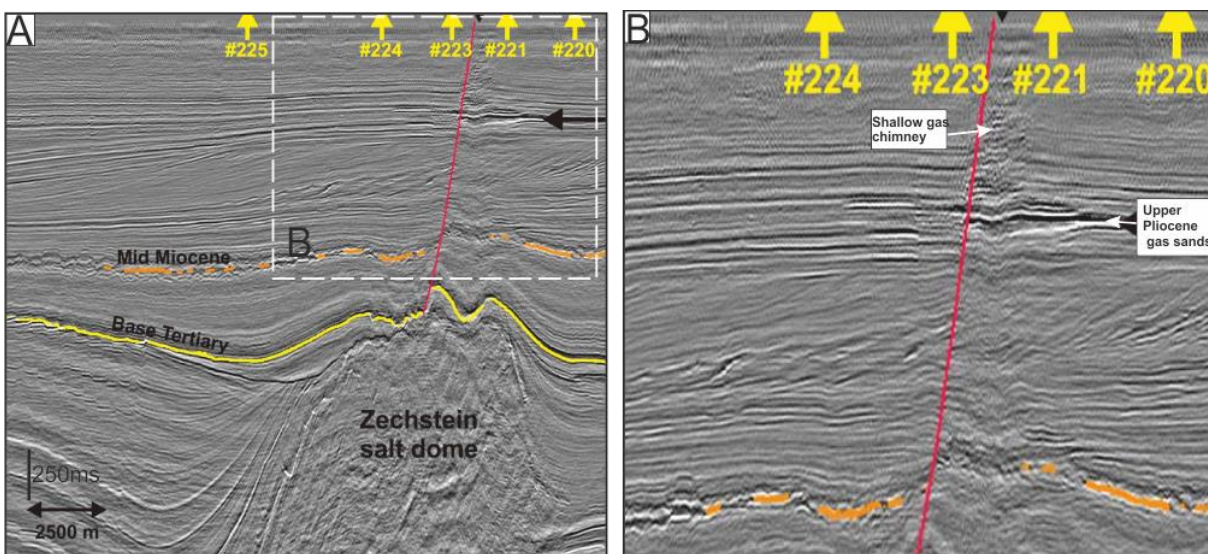 A
#225 #224 #223 #221 #220
B
Mid Miocene
Base Tertiary
Zechstein
salt dome
250ms
2500 m
B
#224 #223 #221 #220
Shallow gas
chimney
Upper
Pliocene
gas sands